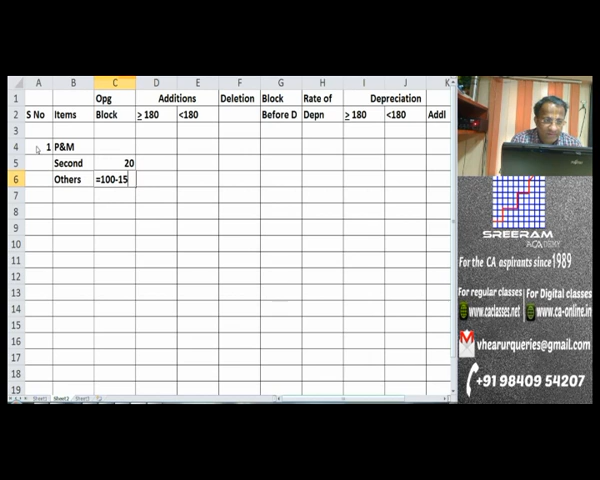 A B C D E F G H I J K
1 Opg Additions Deletion Block Rate of Depreciation
2 S No Items Block ≥ 180 <180 Before D Depn ≥ 180 <180 Addl
3
4 1 P&M
5 Second 20
6 Others =100-15
7
8
9
10
11
12
13
14
15
16
17
18
19
Sheet1 Sheet2 Sheet3
SREERAM
ACADEMY
For the CA aspirants since 1989
For regular classes
www.caclasses.net
For Digital classes
www.ca-online.in
vhearurqueries@gmail.com
+91 98409 54207